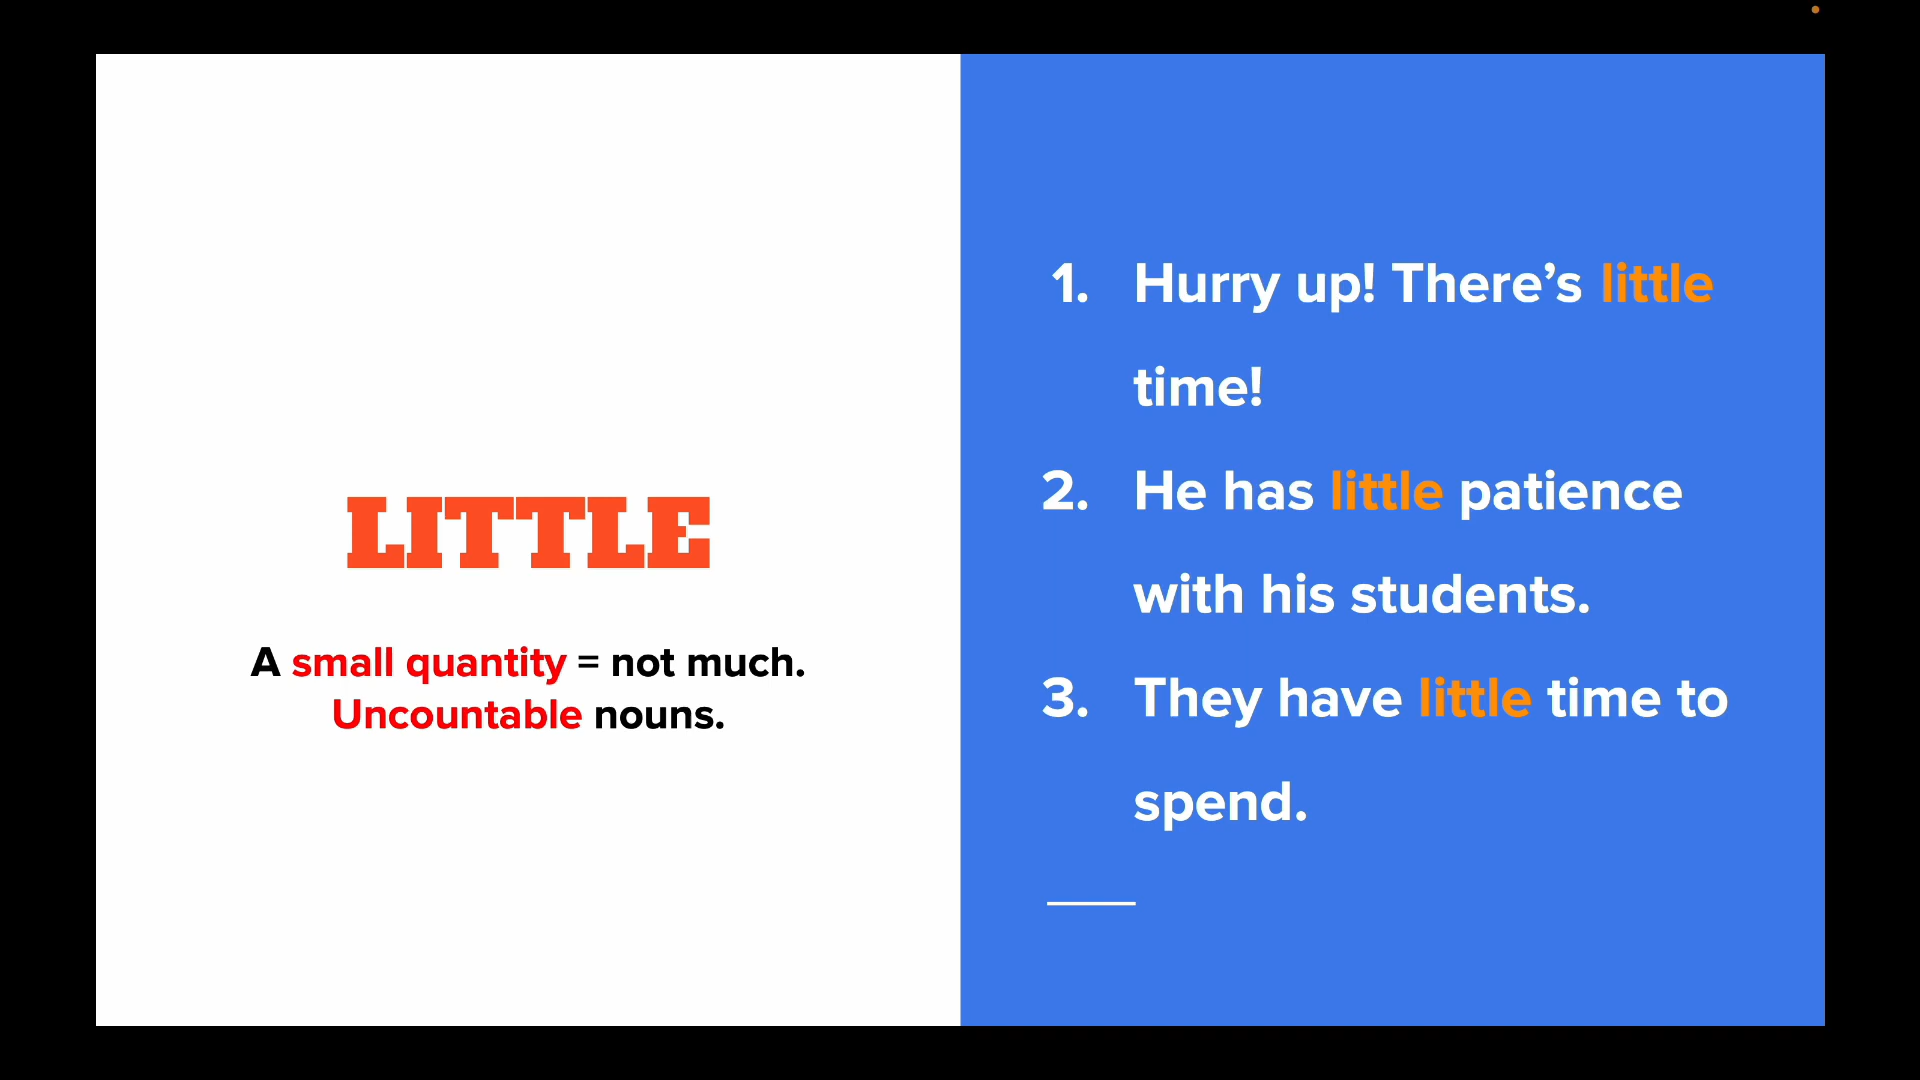 LITTLE
A small quantity = not much.
Uncountable nouns.
1. Hurry up! There’s little
time!
2. He has little patience
with his students.
3. They have little time to
spend.